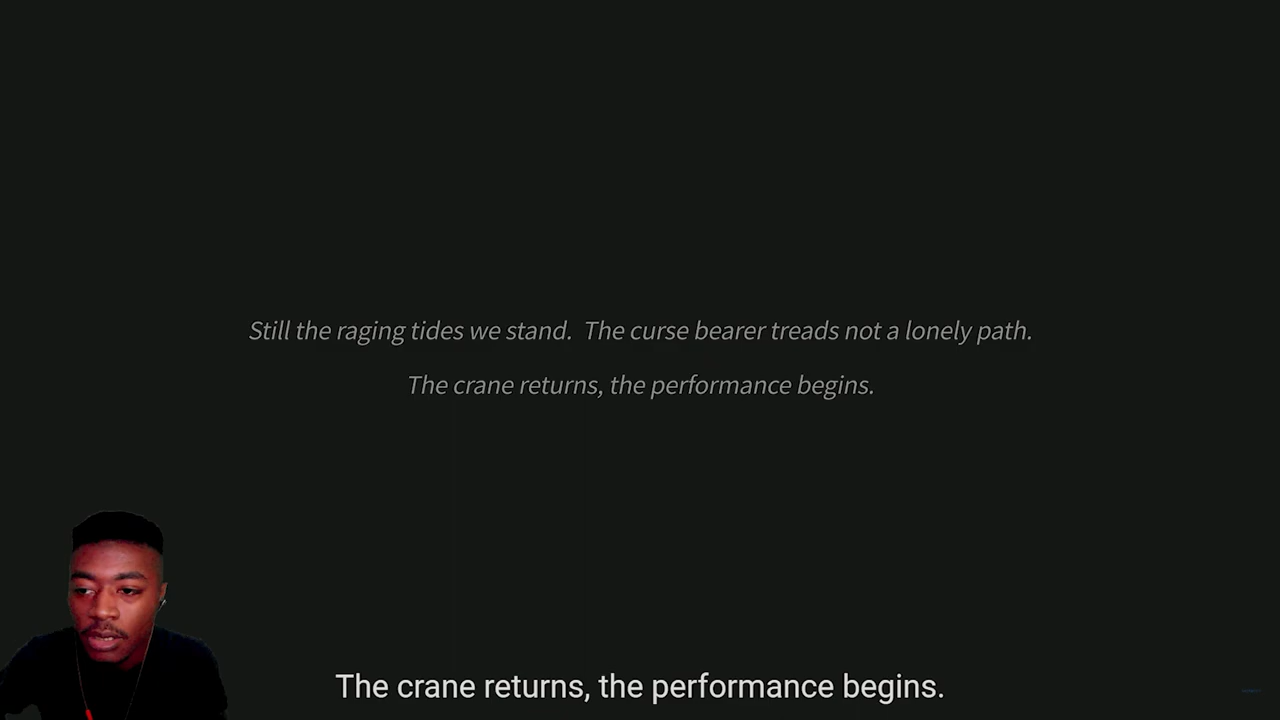 Still the raging tides we stand. The curse bearer treads not a lonely path.
The crane returns, the performance begins.
The crane returns, the performance begins.